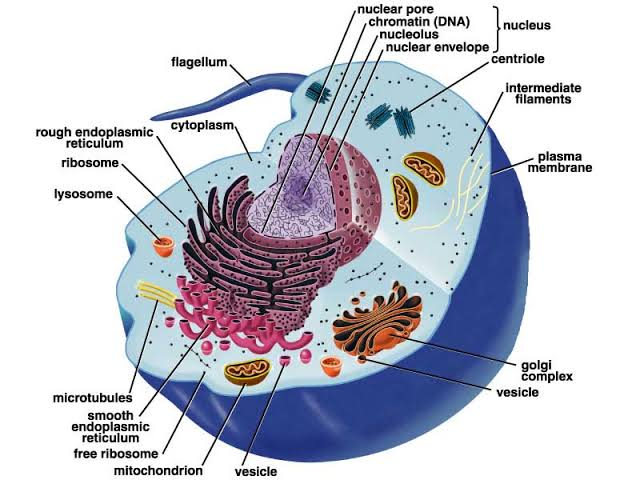 nuclear pore
chromatin (DNA)
nucleolus
nuclear envelope
nucleus
centriole
flagellum
intermediate
filaments
cytoplasm
rough endoplasmic
reticulum
ribosome
plasma
membrane
lysosome
golgi
complex
vesicle
microtubules
smooth
endoplasmic
reticulum
free ribosome
mitochondrion
vesicle